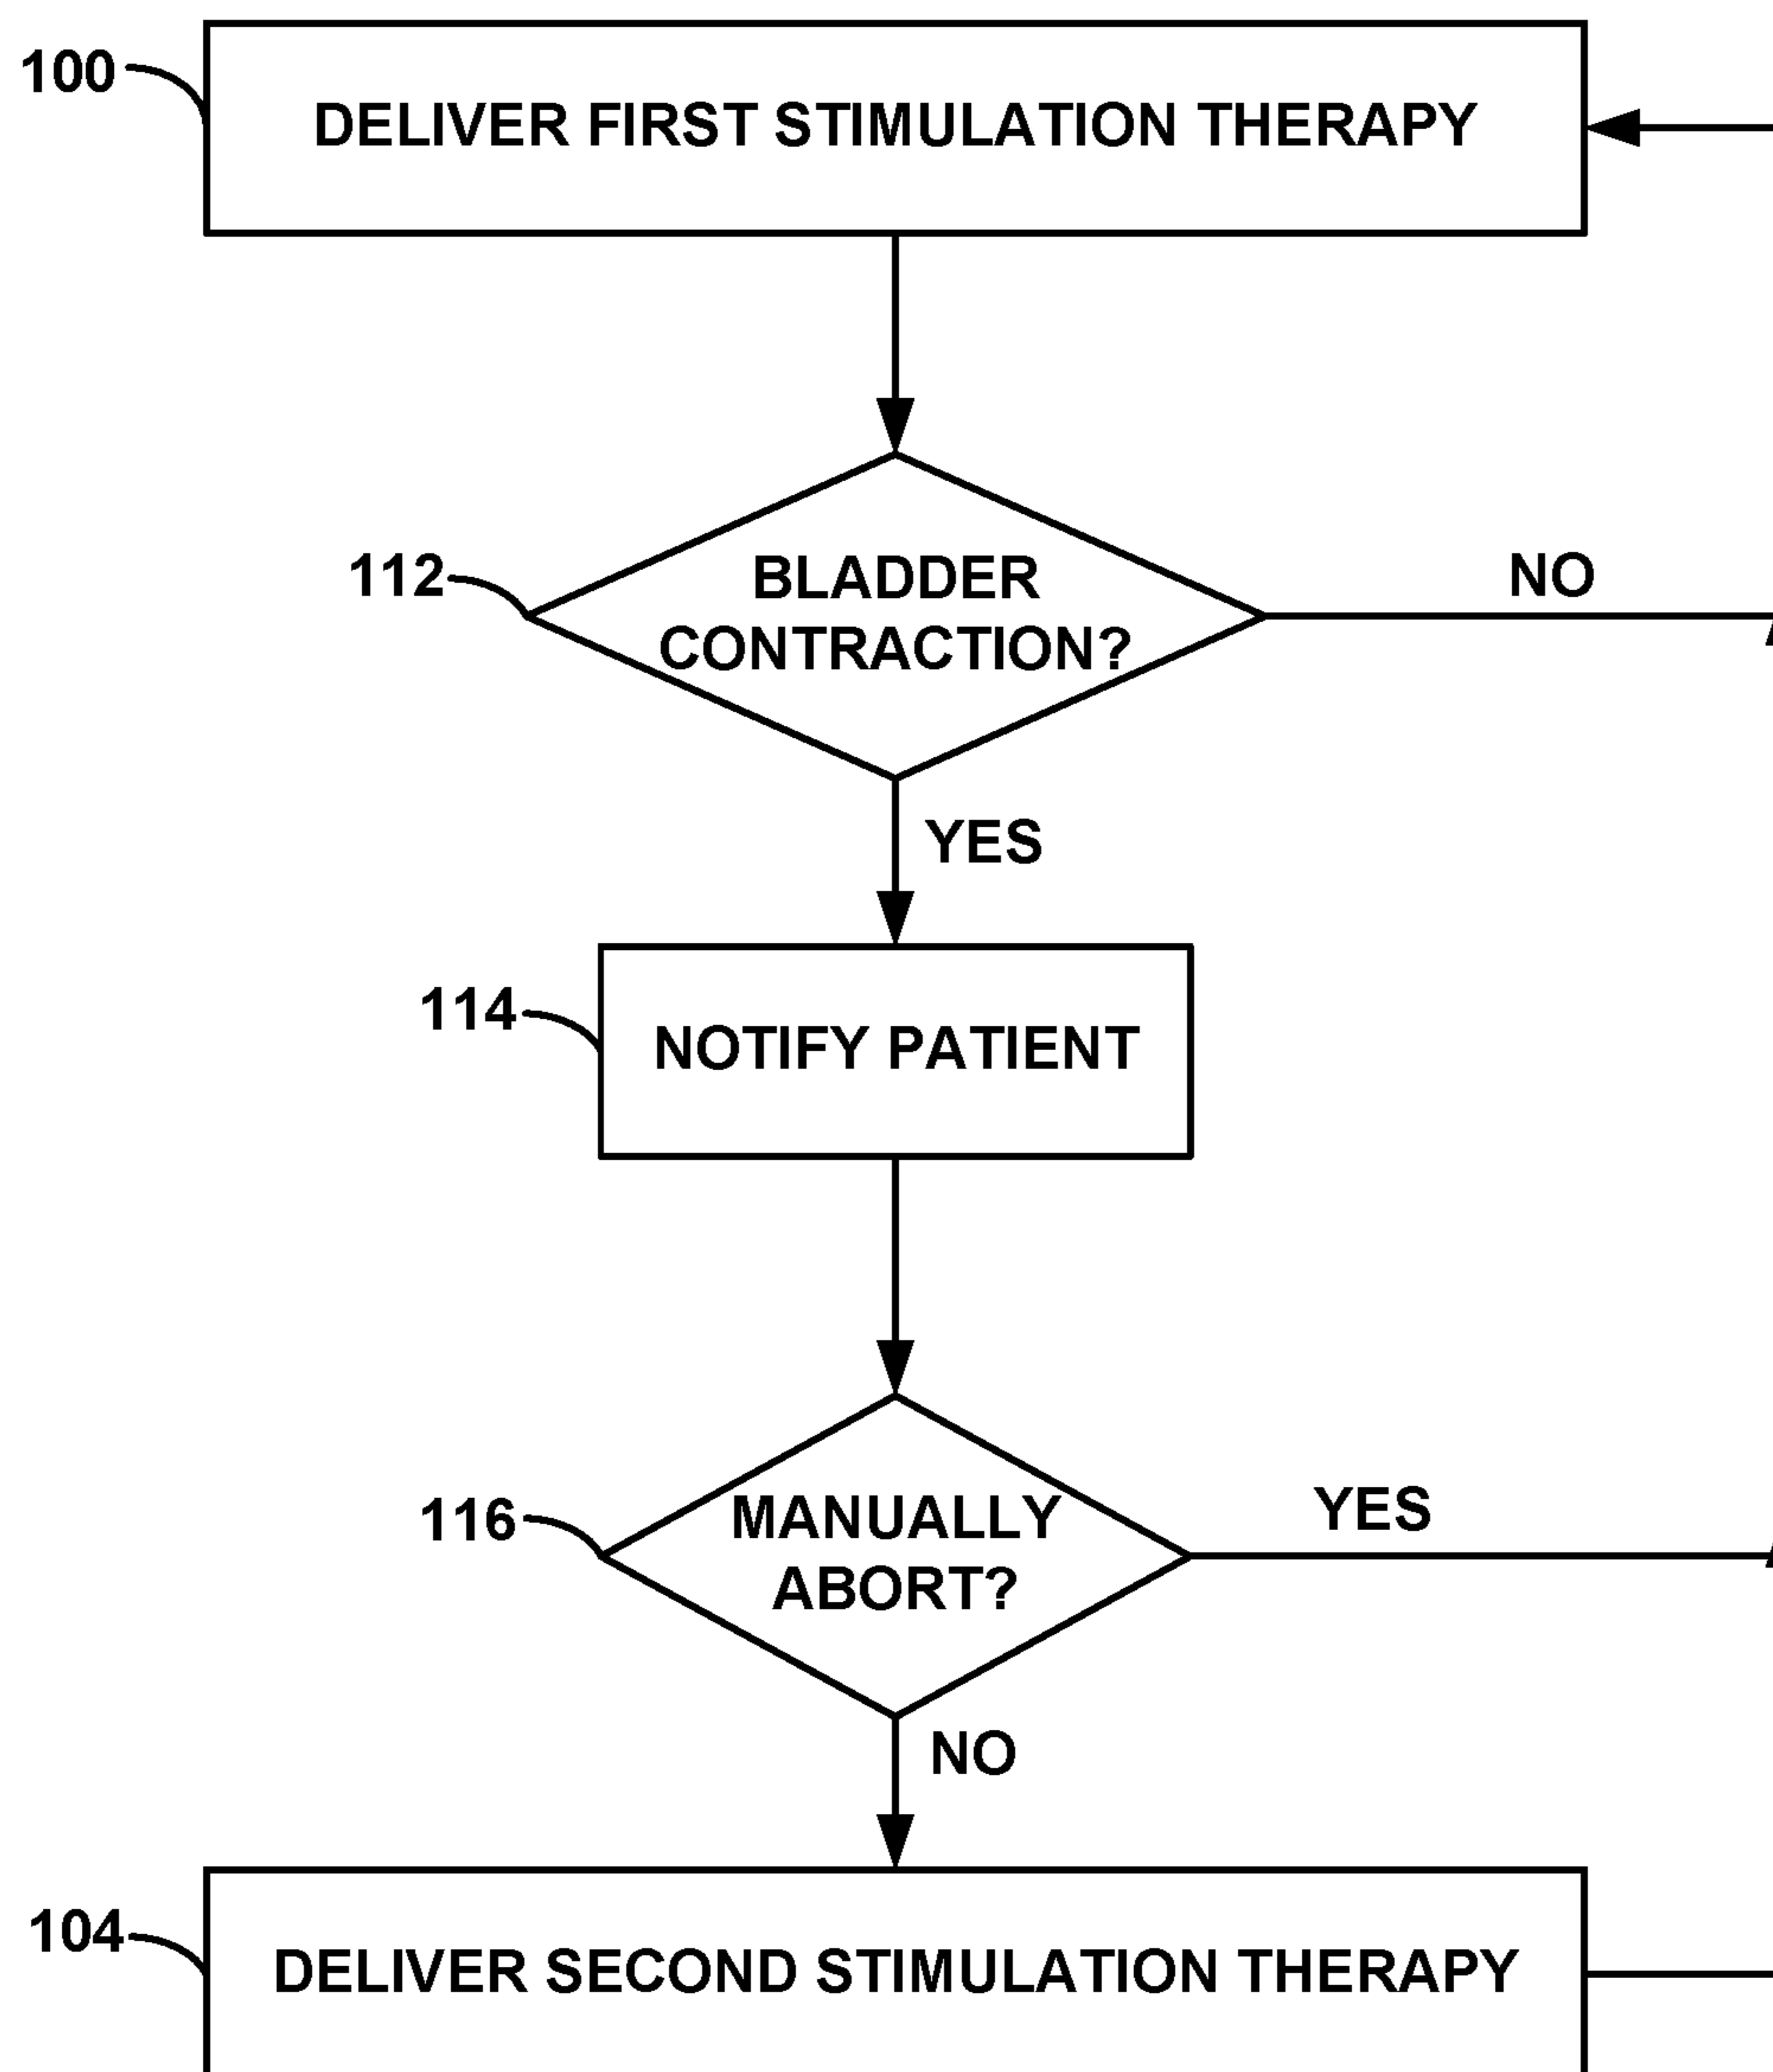 100
DELIVER FIRST STIMULATION THERAPY
112
BLADDER
CONTRACTION?
NO
YES
114
NOTIFY PATIENT
116
MANUALLY
ABORT?
YES
NO
104
DELIVER SECOND STIMULATION THERAPY